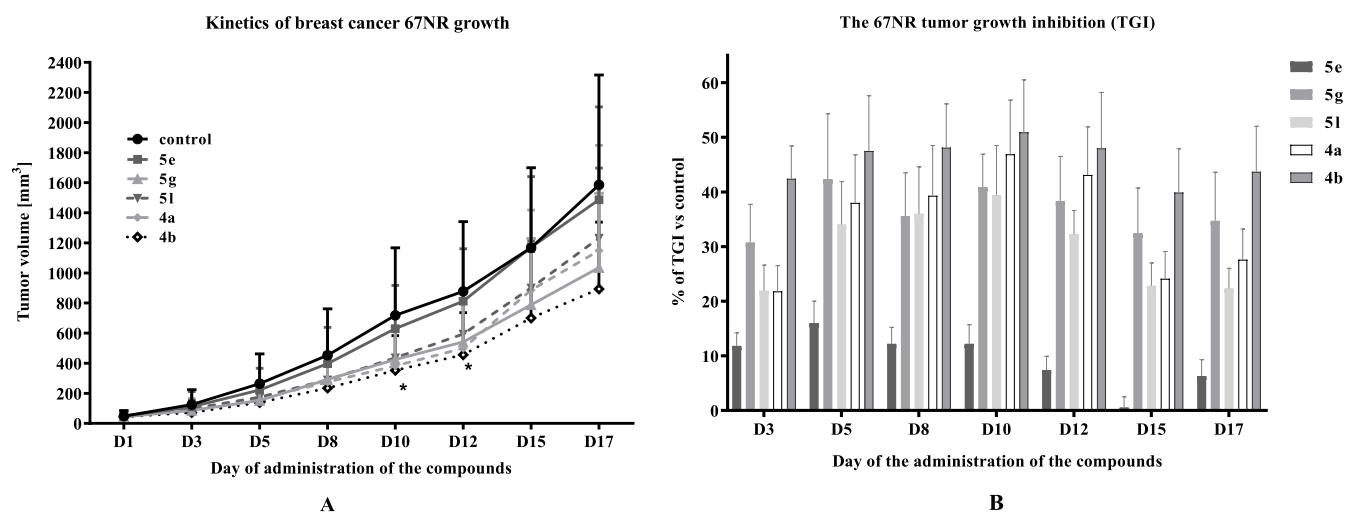 Kinetics of breast cancer 67NR growth
2400
2200
2000
1800
1600
1400
1200
1000
800
600
400
200
0
Tumor volume [mm³]
control
5e
5g
5l
4a
4b
*
*
D1 D3 D5 D8 D10 D12 D15 D17
Day of administration of the compounds
A
The 67NR tumor growth inhibition (TGI)
60
50
40
30
20
10
0
% of TGI vs control
D3 D5 D8 D10 D12 D15 D17
Day of the administration of the compounds
5e
5g
5l
4a
4b
B